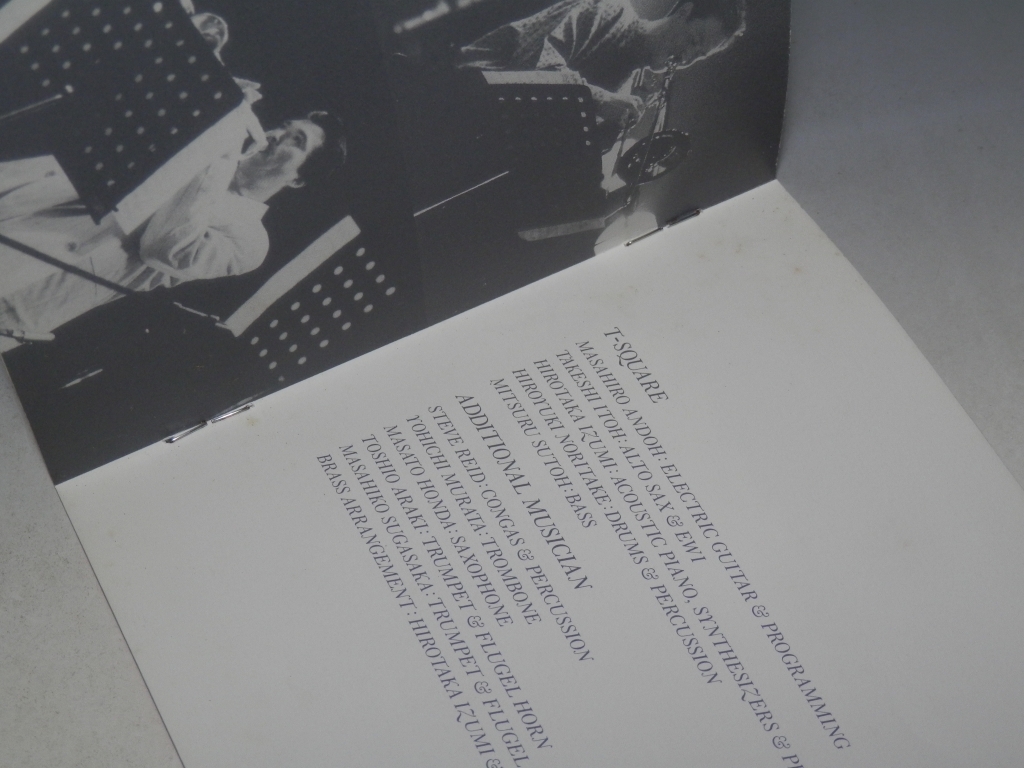 T-SQUARE
MASAHIRO ANDOH : ELECTRIC GUITAR & PROGRAMMING
TAKESHI ITOH : ALTO SAX & EWI
HIROTAKA IZUMI : ACOUSTIC PIANO, SYNTHESIZERS &
HIROYUKI NORITAKE : DRUMS & PERCUSSION
MITSURU SUTOH : BASS
ADDITIONAL MUSICIAN
STEVE REID : CONGAS & PERCUSSION
YOHICHI MURATA : TROMBONE
MASATO HONDA : SAXOPHONE
TOSHIO ARAKI : TRUMPET & FLUGEL HORN
MASAHIKO SUGASAKA : TRUMPET & FLUGEL
BRASS ARRANGEMENT : HIROTAKA IZUMI &